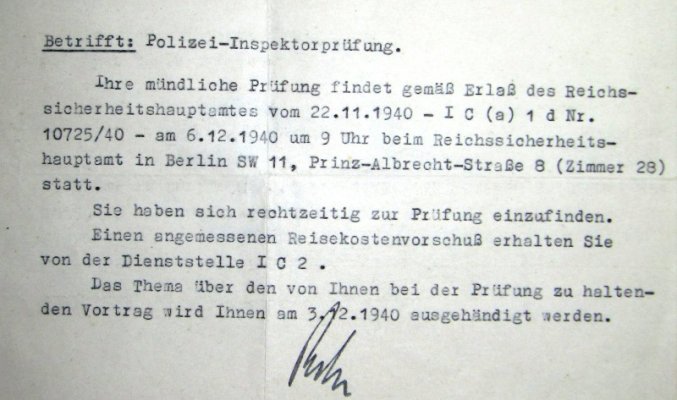 Betrifft: Polizei-Inspektorprüfung.
Ihre mündliche Prüfung findet gemäß Erlaß des Reichs-
sicherheitshauptamtes vom 22.11.1940 - I C (a) 1 d Nr.
10725/40 - am 6.12.1940 um 9 Uhr beim Reichssicherheits-
hauptamt in Berlin SW 11, Prinz-Albrecht-Straße 8 (Zimmer 28)
statt.
Sie haben sich rechtzeitig zur Prüfung einzufinden.
Einen angemessenen Reisekostenvorschuß erhalten Sie
von der Dienststelle I C 2 .
Das Thema über den von Ihnen bei der Prüfung zu halten-
den Vortrag wird Ihnen am 3.12.1940 ausgehändigt werden.